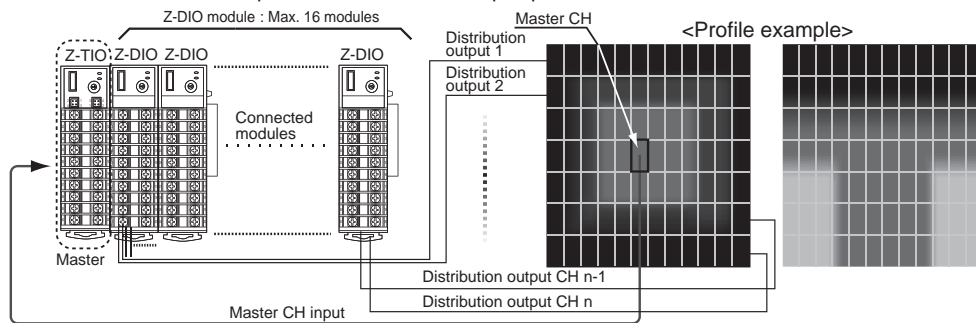 Z-DIO module : Max. 16 modules
Master CH
<Profile example>
Z-TIO Z-DIO Z-DIO
Z-DIO
Distribution
output 1
Distribution
output 2
Connected
modules
Master
Distribution output CH n-1
Distribution output CH n
Master CH input